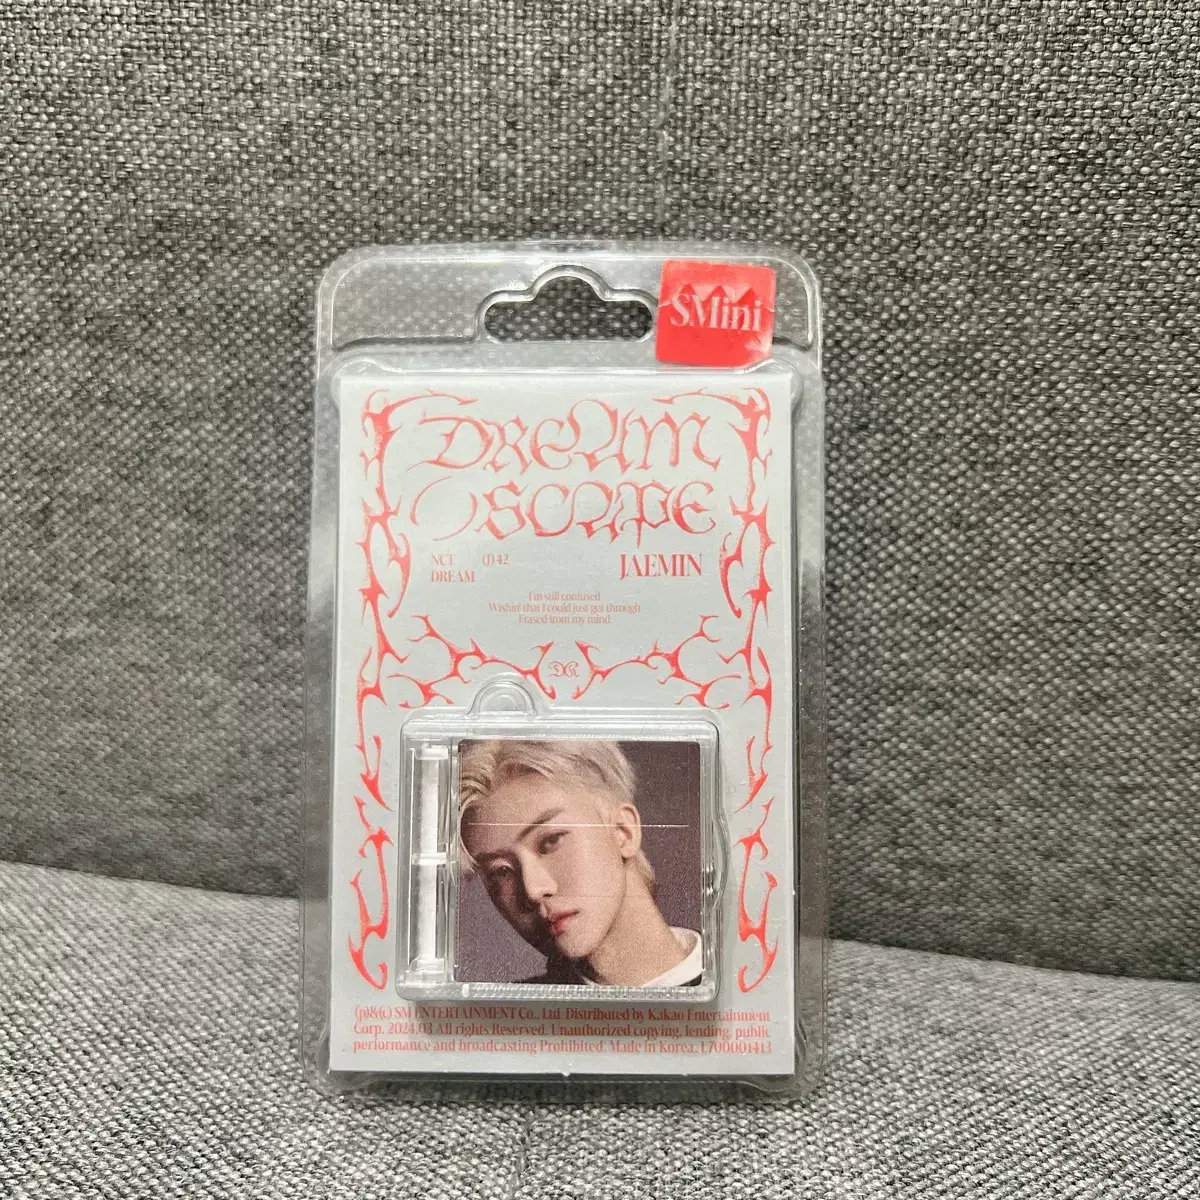 SMini
DREAM
()SCAPE
NCT
DREAM
(J) 42
JAEMIN
I'm still confused
Wishin' that I could just get through
Erased from my mind
(p)&(c) SM ENTERTAINMENT Co., Ltd. Distributed by Kakao Entertainment
Corp. 2024.03 All rights Reserved. Unauthorized copying, lending, public
performance and broadcasting Prohibited. Made in Korea. L700001413